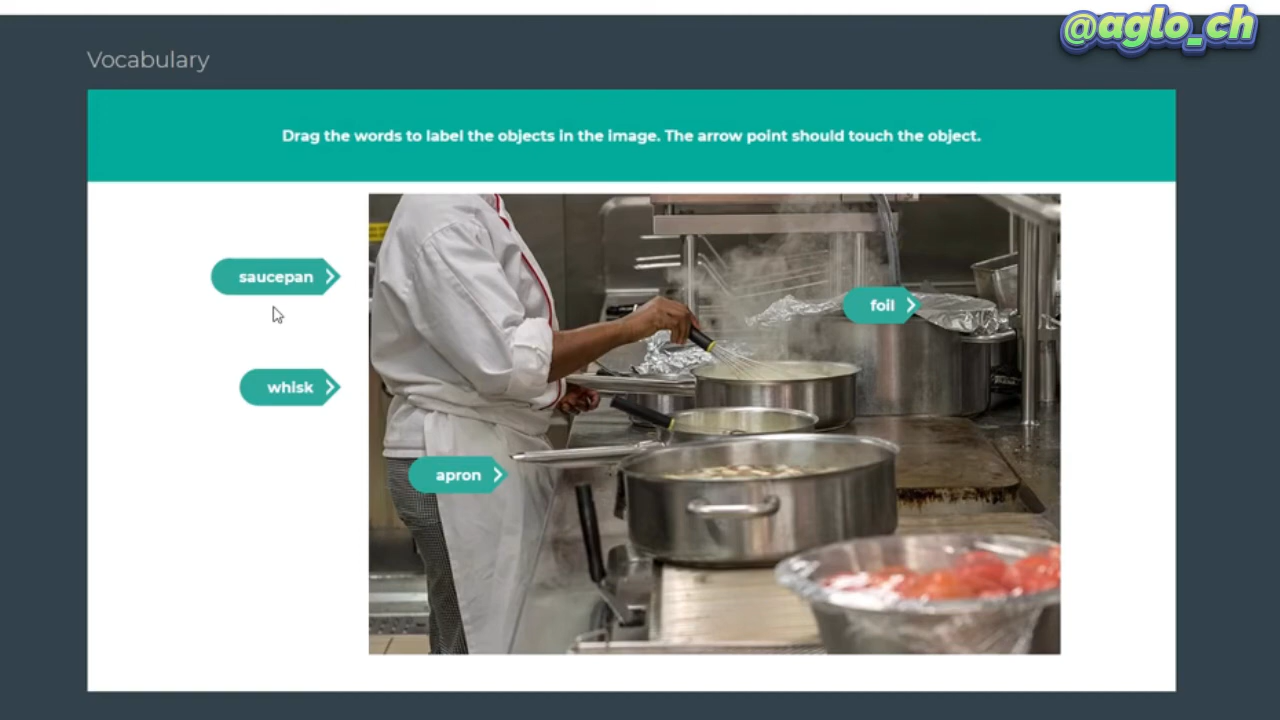 @aglo_ch
Vocabulary
Drag the words to label the objects in the image. The arrow point should touch the object.
saucepan
foil
whisk
apron